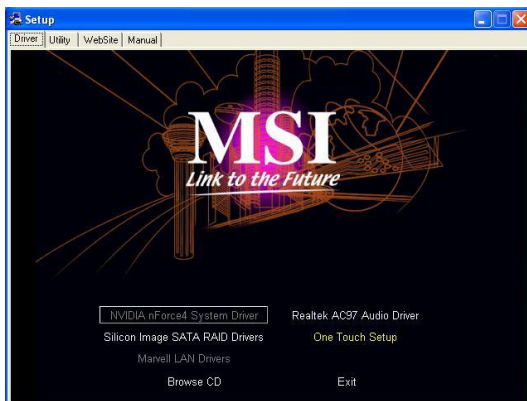 Setup
Driver Utility WebSite Manual
MSI
Link to the Future
NVIDIA nForce4 System Driver Realtek AC97 Audio Driver
Silicon Image SATA RAID Drivers One Touch Setup
Marvell LAN Drivers
Browse CD Exit